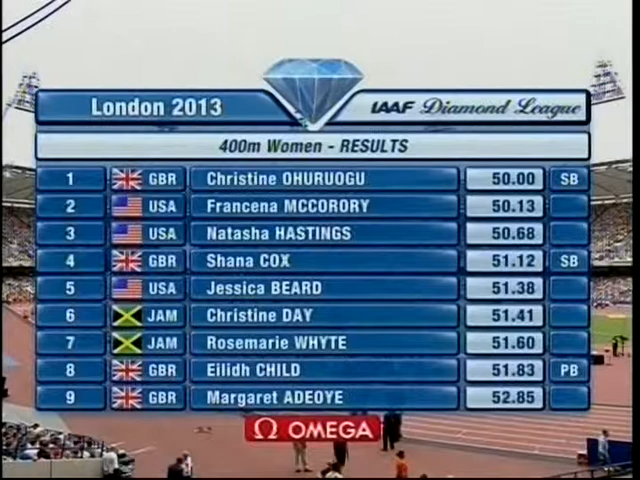 London 2013 IAAF Diamond League
400m Women - RESULTS
1 GBR Christine OHURUOGU 50.00 SB
2 USA Francena MCCORORY 50.13
3 USA Natasha HASTINGS 50.68
4 GBR Shana COX 51.12 SB
5 USA Jessica BEARD 51.38
6 JAM Christine DAY 51.41
7 JAM Rosemarie WHYTE 51.60
8 GBR Eilidh CHILD 51.83 PB
9 GBR Margaret ADEOYE 52.85
Ω OMEGA